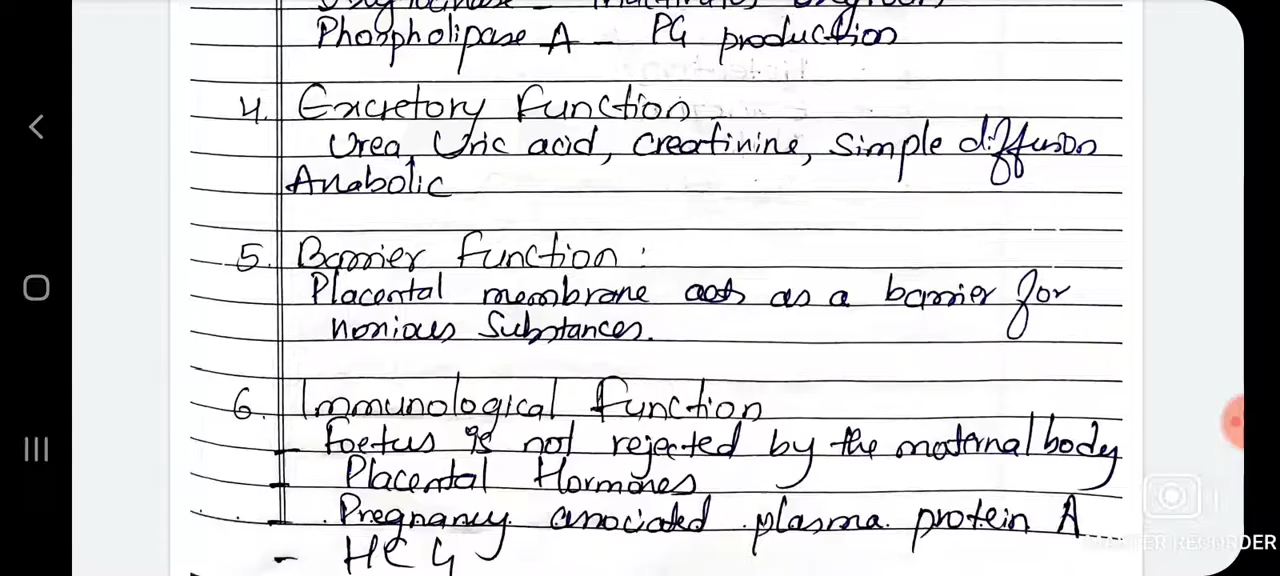 Phospholipase A - PG production
4. Excretory Function
Urea, Uric acid, creatinine, simple diffusion
Anabolic
5. Barrier function :
Placental membrane acts as a barrier for
noxious substances.
6. Immunological function
- Foetus is not rejected by the maternal body
- Placental Hormones
- Pregnancy associated plasma protein A
- HCG
RECORDER